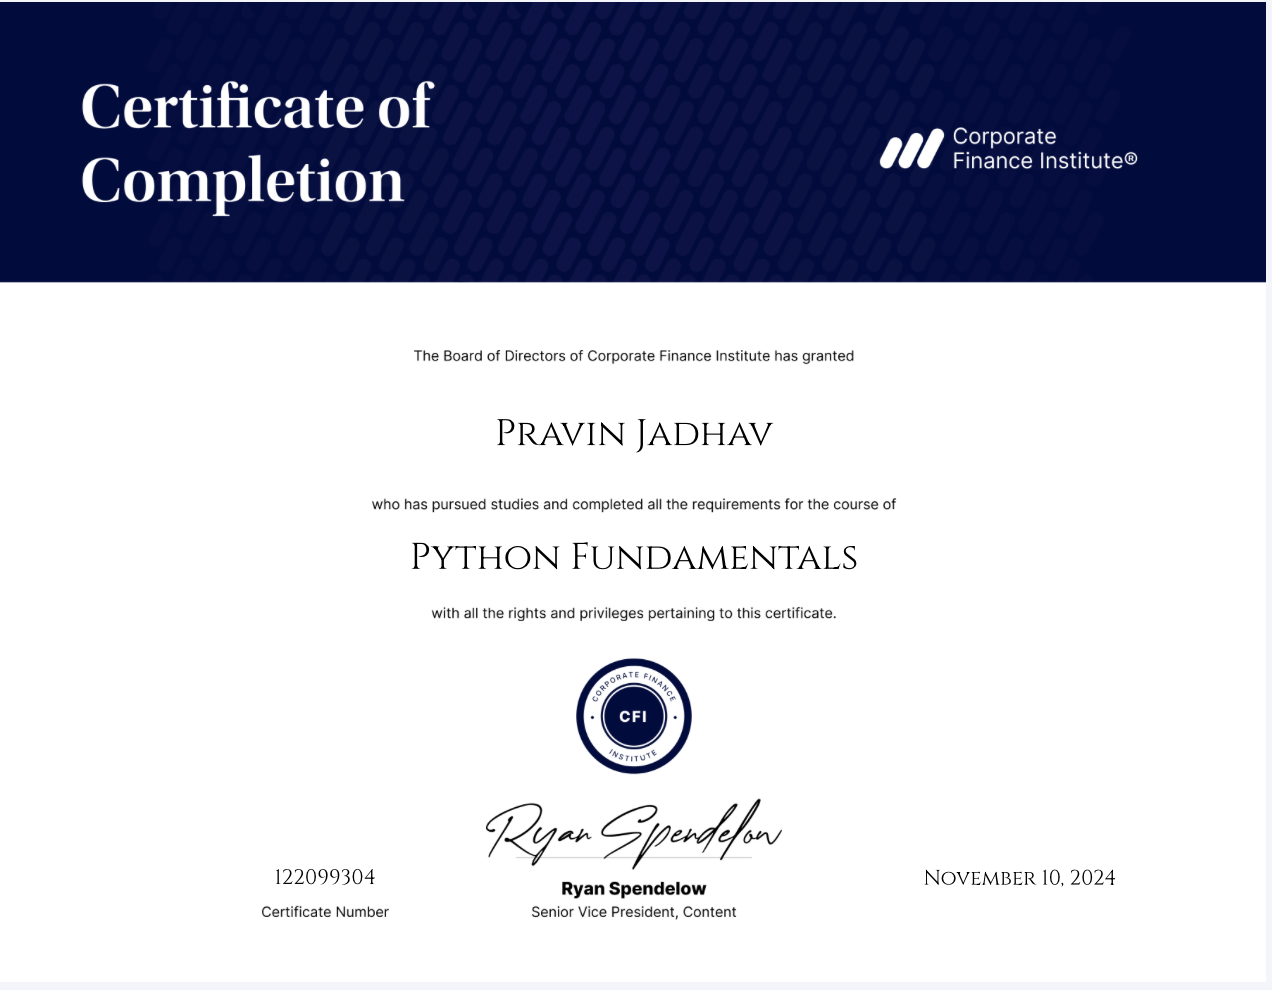 Certificate of
Completion
Corporate
Finance Institute®
The Board of Directors of Corporate Finance Institute has granted
Pravin Jadhav
who has pursued studies and completed all the requirements for the course of
Python Fundamentals
with all the rights and privileges pertaining to this certificate.
CORPORATE FINANCE
CFI
INSTITUTE
Ryan Spendelow
122099304
Ryan Spendelow
November 10, 2024
Certificate Number
Senior Vice President, Content